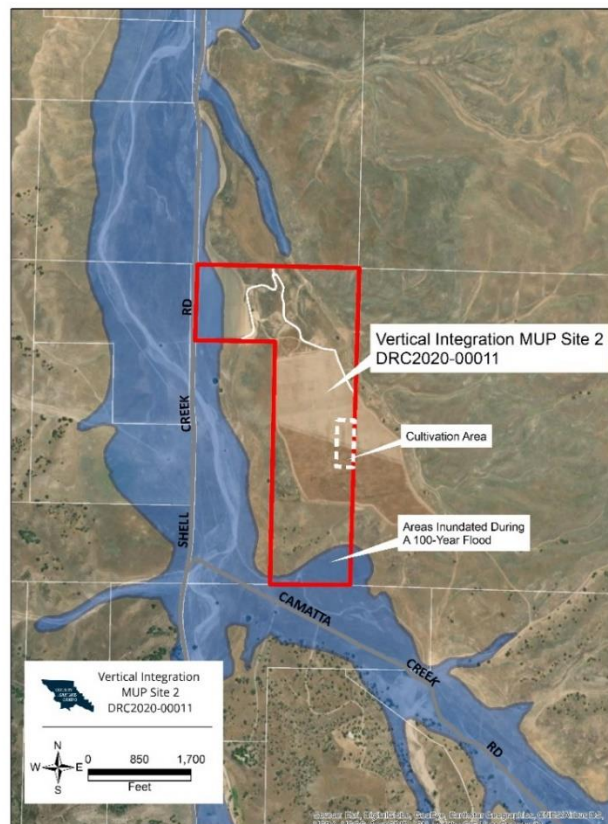 RD
CREEK
SHELL
Vertical Integration MUP Site 2
DRC2020-00011
Cultivation Area
Areas Inundated During
A 100-Year Flood
CAMATTA
CREEK
RD
Vertical Integration
MUP Site 2
DRC2020-00011
N
W E
S
0 850 1,700
Feet